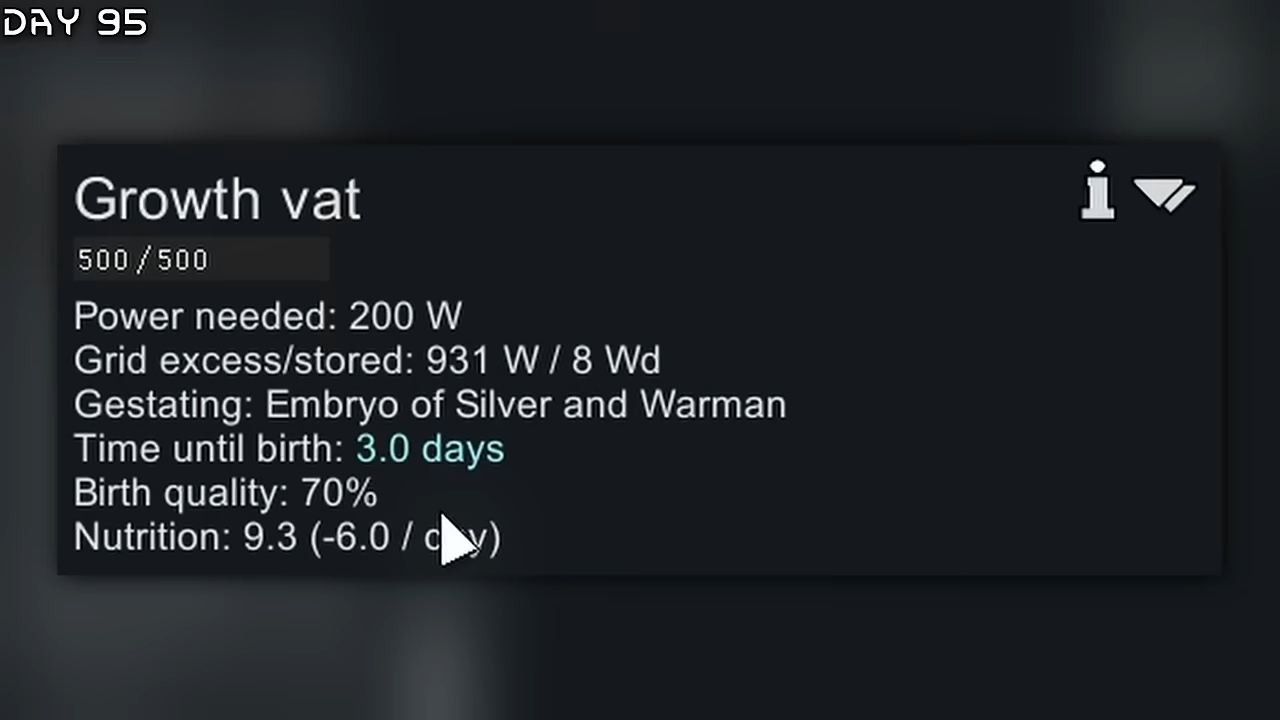 DAY 95
Growth vat
500 / 500
Power needed: 200 W
Grid excess/stored: 931 W / 8 Wd
Gestating: Embryo of Silver and Warman
Time until birth: 3.0 days
Birth quality: 70%
Nutrition: 9.3 (-6.0 / day)